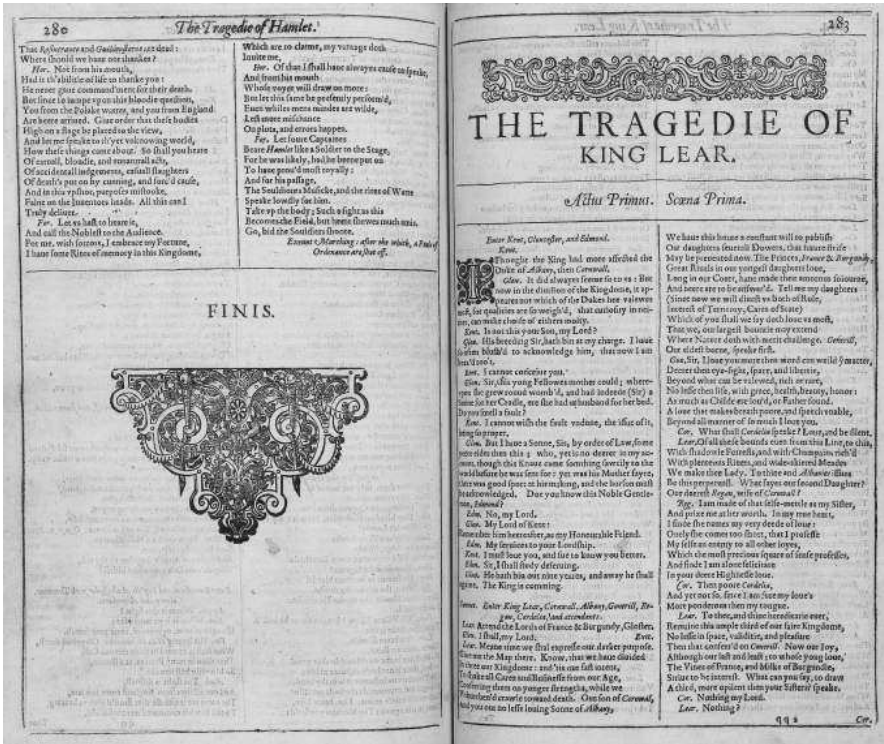 280
The Tragedie of Hamlet.
That Rosincrance and Guildensterne are dead:
Where should we haue our thankes?
Hor. Not from his mouth,
Had it th'abilitie of life to thanke you:
He neuer gaue command'ment for their death.
But since so iumpe vpon this bloodie question,
You from the Polake warres, and you from England
Are heere arriued. Giue order that these bodies
High on a stage be placed to the view,
And let me speake to th'yet vnknowing world,
How these things came about. So shall you heare
Of carnall, bloudie, and vnnaturall acts,
Of accidentall iudgements, casuall slaughters
Of death's put on by cunning, and forc'd cause,
And in this vpshot, purposes mistooke,
Falne on the Inuentors heads. All this can I
Truly deliuer.
For. Let vs hast to heare it,
And call the Noblest to the Audience.
For me, with sorrow, I embrace my Fortune,
I haue some Rites of memory in this Kingdome,
Which are to claime, my vantage doth
Inuite me,
Hor. Of that I shall haue alwayes cause to speake,
And from his mouth
Whose voyce will draw on more:
But let this same be presently perform'd,
Euen whiles mens mindes are wilde,
Lest more mischance
On plots, and errors happen.
For. Let foure Captaines
Beare Hamlet like a Soldier to the Stage,
For he was likely, had he beene put on
To haue prou'd most royally:
And for his passage,
The Souldiours Musicke, and the rites of Warre
Speake lowdly for him.
Take vp the body; Such a sight as this
Becomes the Field, but heere shewes much amis.
Go, bid the Souldiers shoote.
Exeunt Marching: after the which, a Peale of
Ordenance are shot off.
FINIS.
283
THE TRAGEDIE OF
KING LEAR.
Actus Primus. Scœna Prima.
Enter Kent, Gloucester, and Edmond.
Kent.
I Thought the King had more affected the
Duke of Albany, then Cornwall.
Glou. It did alwayes seeme so to vs: But
now in the diuision of the Kingdome, it ap-
peares not which of the Dukes hee valewes
most, for qualities are so weigh'd, that curiosity in nei-
ther, can make choise of eithers moity.
Kent. Is not this your Son, my Lord?
Glou. His breeding Sir, hath bin at my charge. I haue
so often blush'd to acknowledge him, that now I am
braz'd too't.
Kent. I cannot conceiue you.
Glou. Sir, this yong Fellowes mother could; where-
vpon she grew round womb'd, and had indeede (Sir) a
Sonne for her Cradle, ere she had a husband for her bed.
Do you smell a fault?
Kent. I cannot wish the fault vndone, the issue of it,
being so proper.
Glou. But I haue a Sonne, Sir, by order of Law, some
yeere elder then this; who, yet is no deerer in my ac-
count, though this Knaue came somthing sawcily to the
world before he was sent for: yet was his Mother fayre,
there was good sport at his making, and the horson must
be acknowledged. Doe you know this Noble Gentle-
man, Edmond?
Edm. No, my Lord.
Glou. My Lord of Kent:
Remember him heereafter, as my Honourable Friend.
Edm. My seruices to your Lordship.
Kent. I must loue you, and sue to know you better.
Edm. Sir, I shall study deseruing.
Glou. He hath bin out nine yeares, and away he shall
againe. The King is comming.
Sennet. Enter King Lear, Cornwall, Albany, Gonerill, Re-
gan, Cordelia, and attendants.
Lear. Attend the Lords of France & Burgundy, Gloster.
Glou. I shall, my Lord. Exit.
Lear. Meane time we shal expresse our darker purpose.
Giue me the Map there. Know, that we haue diuided
In three our Kingdome: and 'tis our fast intent,
To shake all Cares and Businesse from our Age,
Conferring them on yonger strengths, while we
Vnburthen'd crawle toward death. Our son of Cornwal,
And you our no lesse louing Sonne of Albany,
We haue this houre a constant will to publish
Our daughters seuerall Dowers, that future strife
May be preuented now. The Princes, France & Burgundy,
Great Riuals in our yongest daughters loue,
Long in our Court, haue made their amorous soiourne,
And heere are to be answer'd. Tell me my daughters
(Since now we will diuest vs both of Rule,
Interest of Territory, Cares of State)
Which of you shall we say doth loue vs most,
That we, our largest bountie may extend
Where Nature doth with merit challenge. Gonerill,
Our eldest borne, speake first.
Gon. Sir, I loue you more then word can weild ye matter,
Deerer then eye-sight, space, and libertie,
Beyond what can be valewed, rich or rare,
No lesse then life, with grace, health, beauty, honor:
As much as Childe ere lou'd, or Father found.
A loue that makes breath poore, and speech vnable,
Beyond all manner of so much I loue you.
Cor. What shall Cordelia speake? Loue, and be silent.
Lear. Of all these bounds euen from this Line, to this,
With shadowie Forrests, and with Champains rich'd
With plenteous Riuers, and wide-skirted Meades
We make thee Lady. To thine and Albanies issues
Be this perpetuall. What sayes our second Daughter?
Our deerest Regan, wife of Cornwall?
Reg. I am made of that selfe-mettle as my Sister,
And prize me at her worth. In my true heart,
I finde she names my very deede of loue:
Onely she comes too short, that I professe
My selfe an enemy to all other ioyes,
Which the most precious square of sense professes,
And finde I am alone felicitate
In your deere Highnesse loue.
Cor. Then poore Cordelia,
And yet not so, since I am sure my loue's
More ponderous then my tongue.
Lear. To thee, and thine hereditarie euer,
Remaine this ample third of our faire Kingdome,
No lesse in space, validitie, and pleasure
Then that conferr'd on Gonerill. Now our Ioy,
Although our last and least; to whose yong loue,
The Vines of France, and Milke of Burgundie,
Striue to be interest. What can you say, to draw
A third, more opilent then your Sisters? speake.
Cor. Nothing my Lord.
Lear. Nothing?
qq2
Cor.